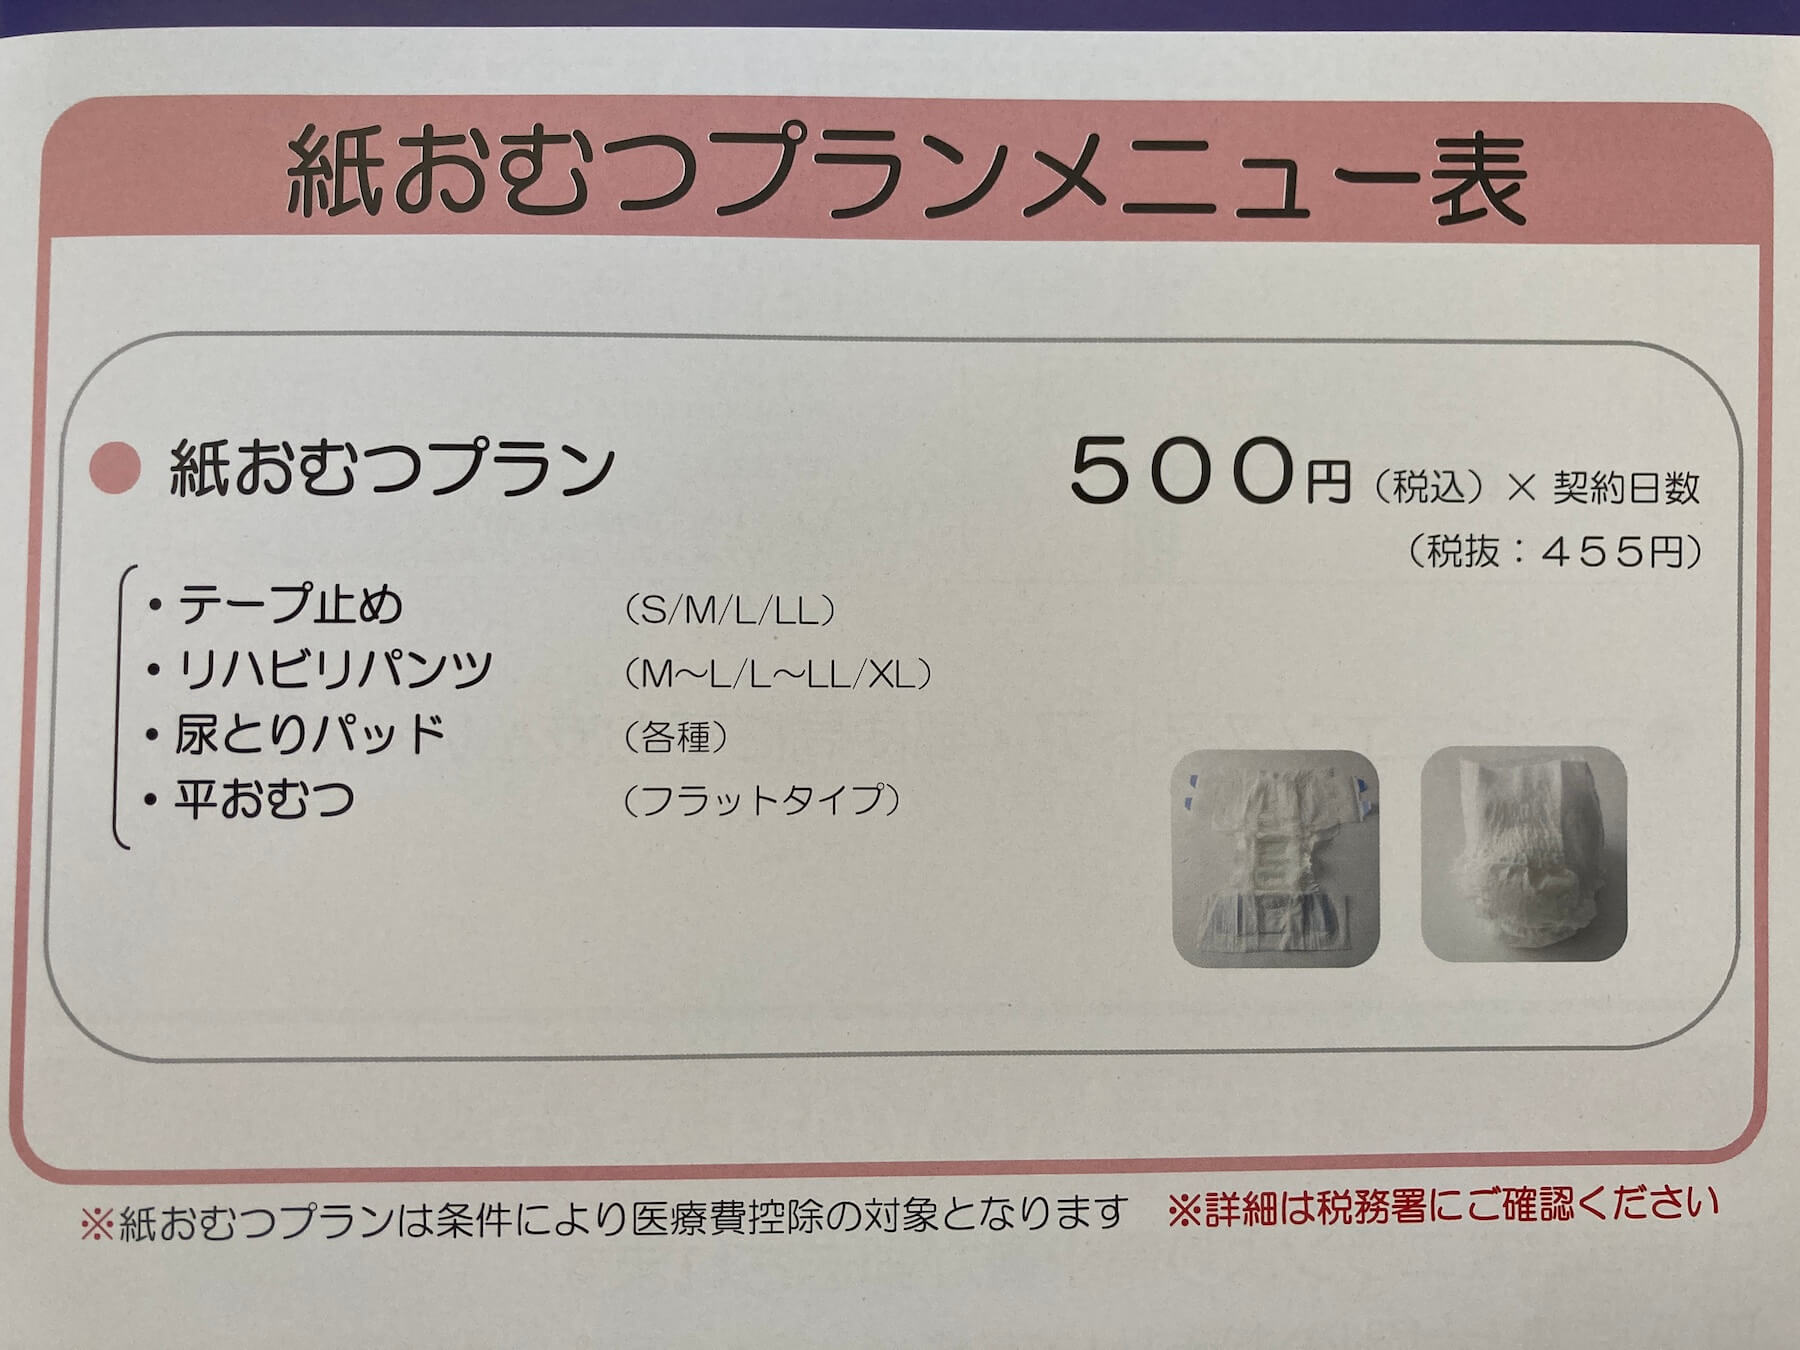 紙おむつプランメニュー表
● 紙おむつプラン 500円（税込）× 契約日数
（税抜：455円）
・テープ止め （S/M/L/LL）
・リハビリパンツ （M～L/L～LL/XL）
・尿とりパッド （各種）
・平おむつ （フラットタイプ）
※紙おむつプランは条件により医療費控除の対象となります ※詳細は税務署にご確認ください